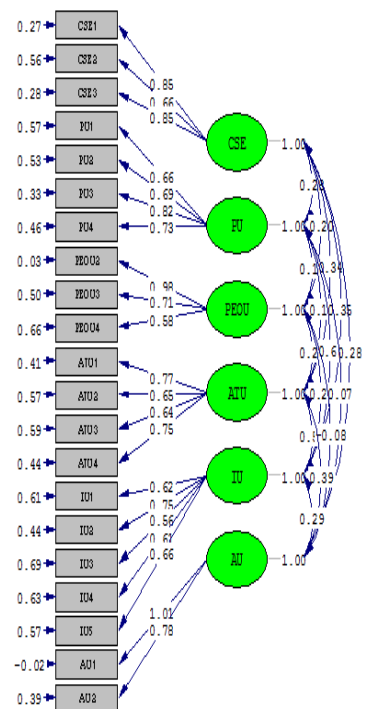 0.27 CSE1
0.56 CSE2
0.85
0.28 CSE3
0.66
0.85
0.57 PU1
CSE 1.00
0.53 PU2
0.66
0.69
0.33 PU3
0.82
0.46 PU4
0.73
PU 1.00
0.34
0.03 PEOU2
0.98
0.50 PEOU3
0.71
PEOU 1.00
0.35
0.66 PEOU4
0.58
0.28
0.41 ATU1
0.77
0.57 ATU2
0.65
ATU 1.00
0.07
0.59 ATU3
0.64
0.44 ATU4
0.75
-0.08
0.61 IU1
0.62
IU 1.00
0.39
0.44 IU2
0.75
0.69 IU3
0.56
0.29
0.63 IU4
0.61
0.66
0.57 IU5
AU 1.00
-0.02 AU1
1.01
0.78
0.39 AU2